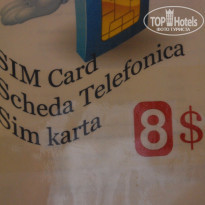 TOP Hotels
ФОТО ТУРИСТА
SIM Card
Scheda Telefonica
Sim karta
8$